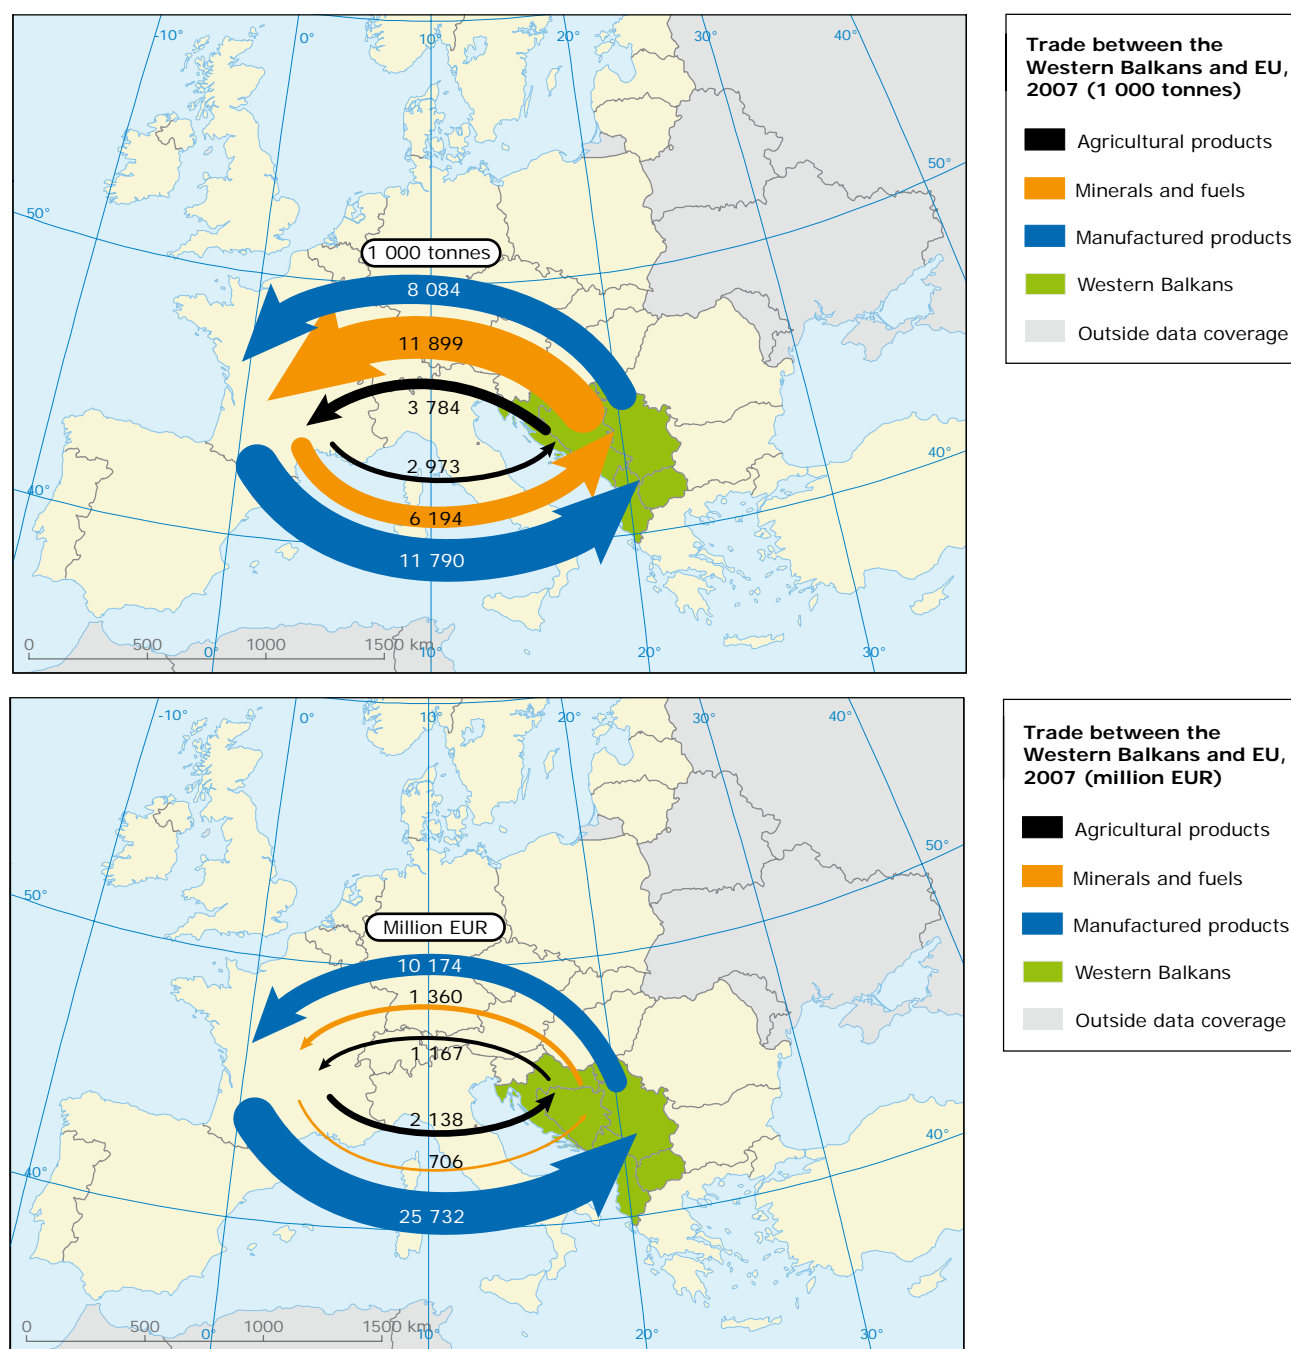 -10°
0°
10°
20°
30°
40°
50°
50°
40°
40°
1 000 tonnes
8 084
11 899
3 784
2 973
6 194
11 790
0
500
1000
1500 km
0°
10°
20°
30°
Trade between the
Western Balkans and EU,
2007 (1 000 tonnes)
Agricultural products
Minerals and fuels
Manufactured products
Western Balkans
Outside data coverage
-10°
0°
10°
20°
30°
40°
50°
50°
40°
40°
Million EUR
10 174
1 360
1 167
2 138
706
25 732
0
500
1000
1500 km
0°
10°
20°
30°
Trade between the
Western Balkans and EU,
2007 (million EUR)
Agricultural products
Minerals and fuels
Manufactured products
Western Balkans
Outside data coverage